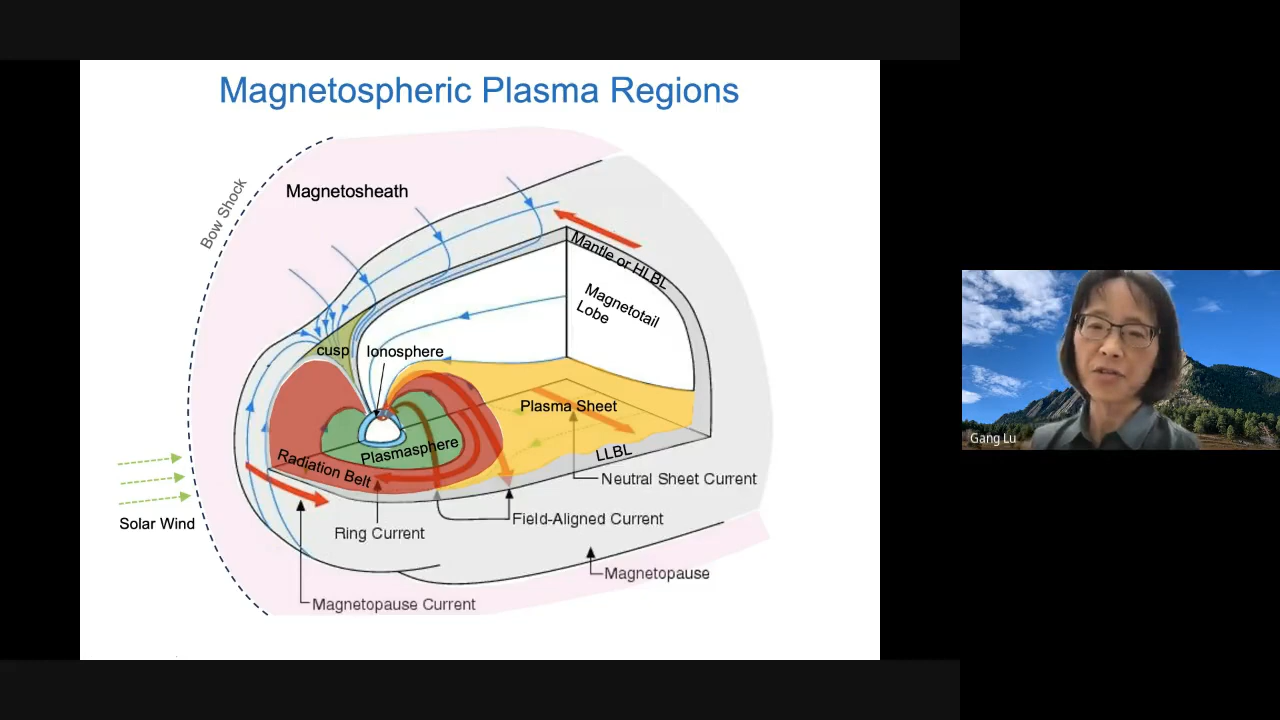 Magnetospheric Plasma Regions
Bow Shock
Magnetosheath
Mantle or HLBL
Magnetotail
Lobe
cusp
Ionosphere
Plasma Sheet
Plasmasphere
Radiation Belt
LLBL
Neutral Sheet Current
Solar Wind
Field-Aligned Current
Ring Current
Magnetopause
Magnetopause Current
Gang Lu